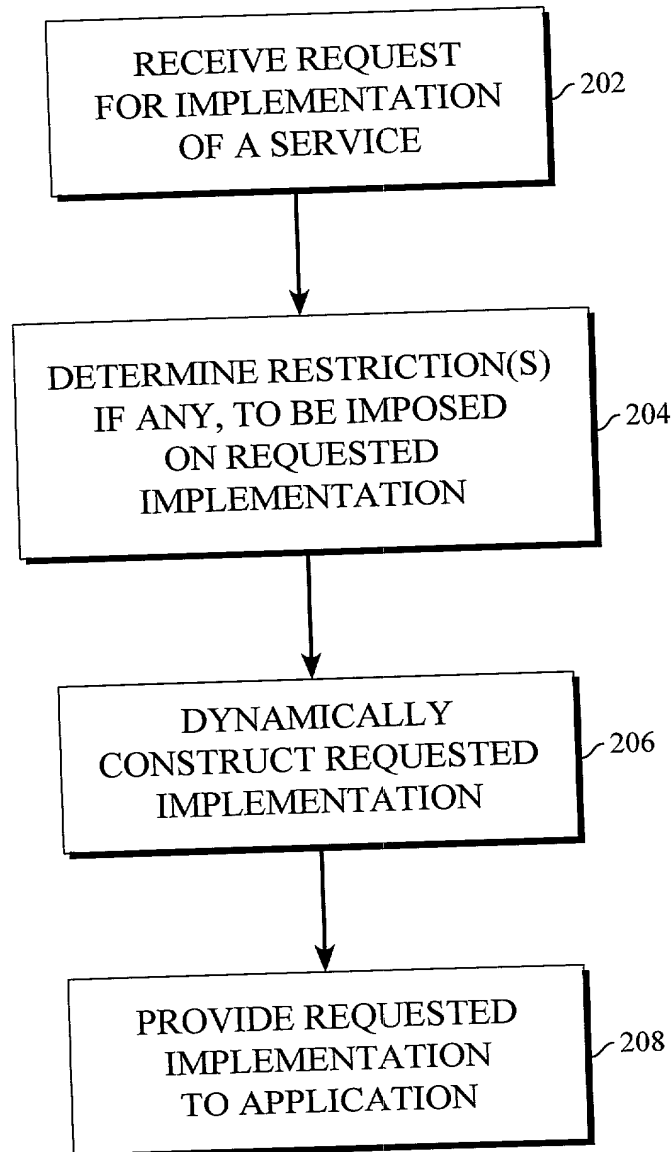 RECEIVE REQUEST
FOR IMPLEMENTATION
OF A SERVICE
202
DETERMINE RESTRICTION(S)
IF ANY, TO BE IMPOSED
ON REQUESTED
IMPLEMENTATION
204
DYNAMICALLY
CONSTRUCT REQUESTED
IMPLEMENTATION
206
PROVIDE REQUESTED
IMPLEMENTATION
TO APPLICATION
208